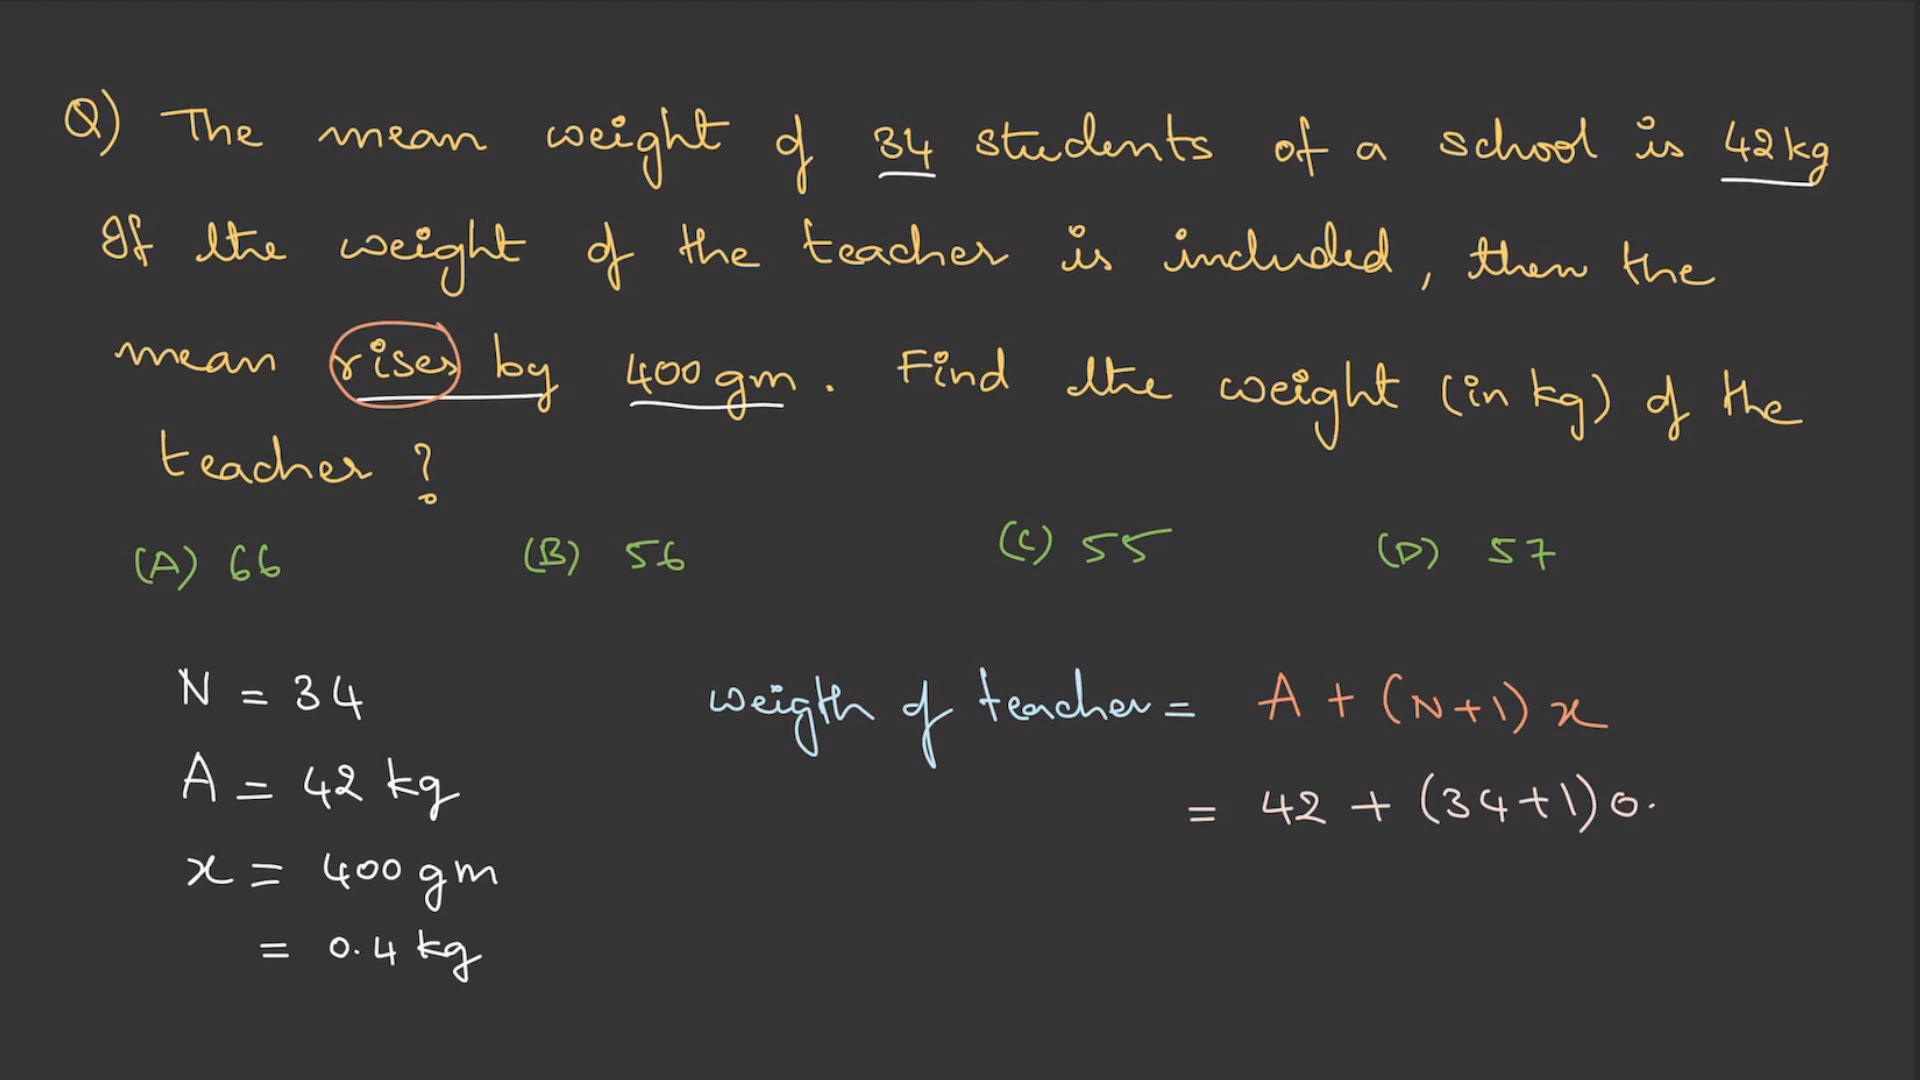 Q) The mean weight of 34 students of a school is 42kg
If the weight of the teacher is included, then the
mean rises by 400 gm. Find the weight (in kg) of the
teacher ?
(A) 66 (B) 56 (C) 55 (D) 57
N = 34
A = 42 kg
x = 400 gm
= 0.4 kg
weigth of teacher = A + (N+1) x
= 42 + (34+1) 0.